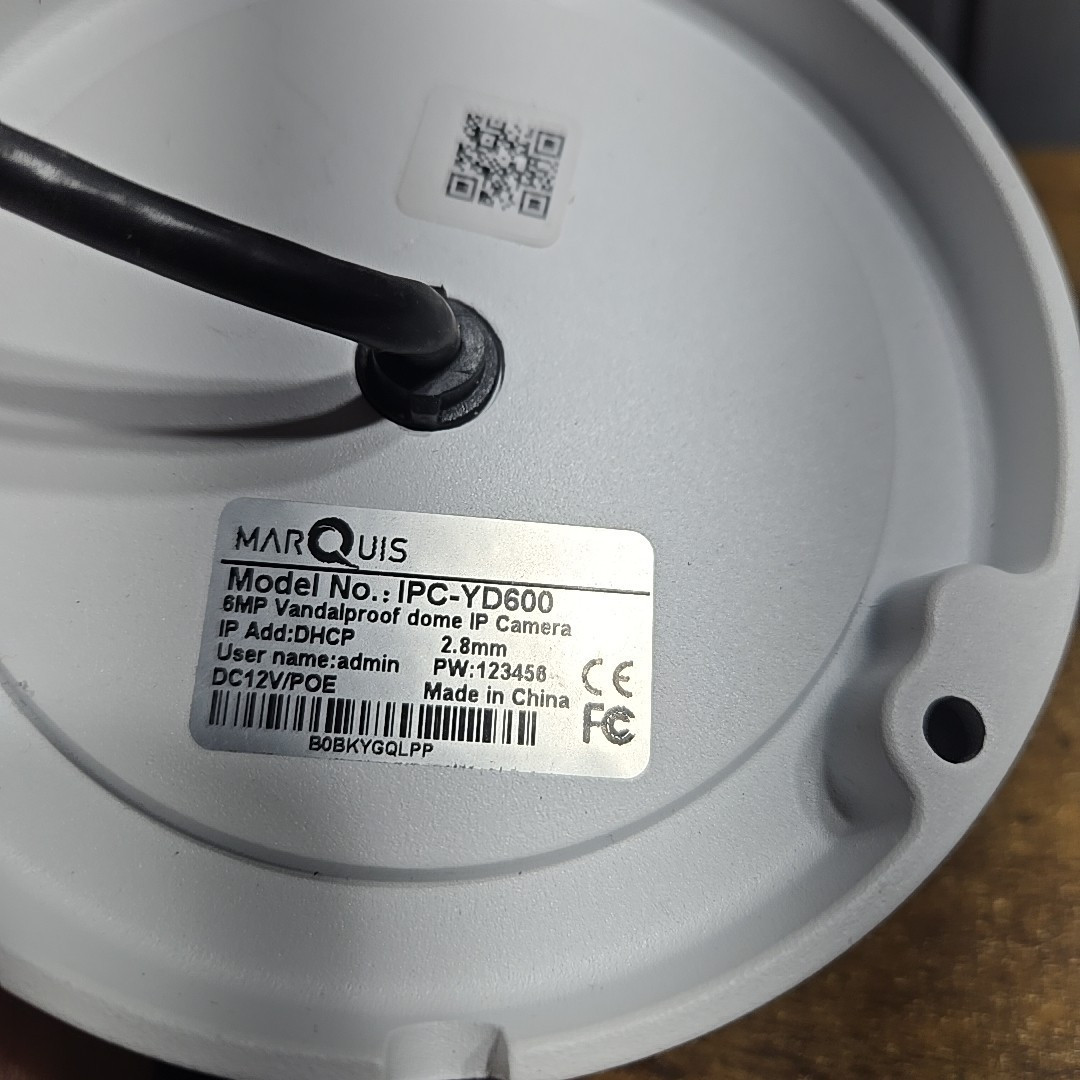 MARQUIS
Model No.: IPC-YD600
6MP Vandalproof dome IP Camera
IP Add:DHCP 2.8mm
User name:admin PW:123456
DC12V/POE Made in China
CE
FC
B0BKYGQLPP